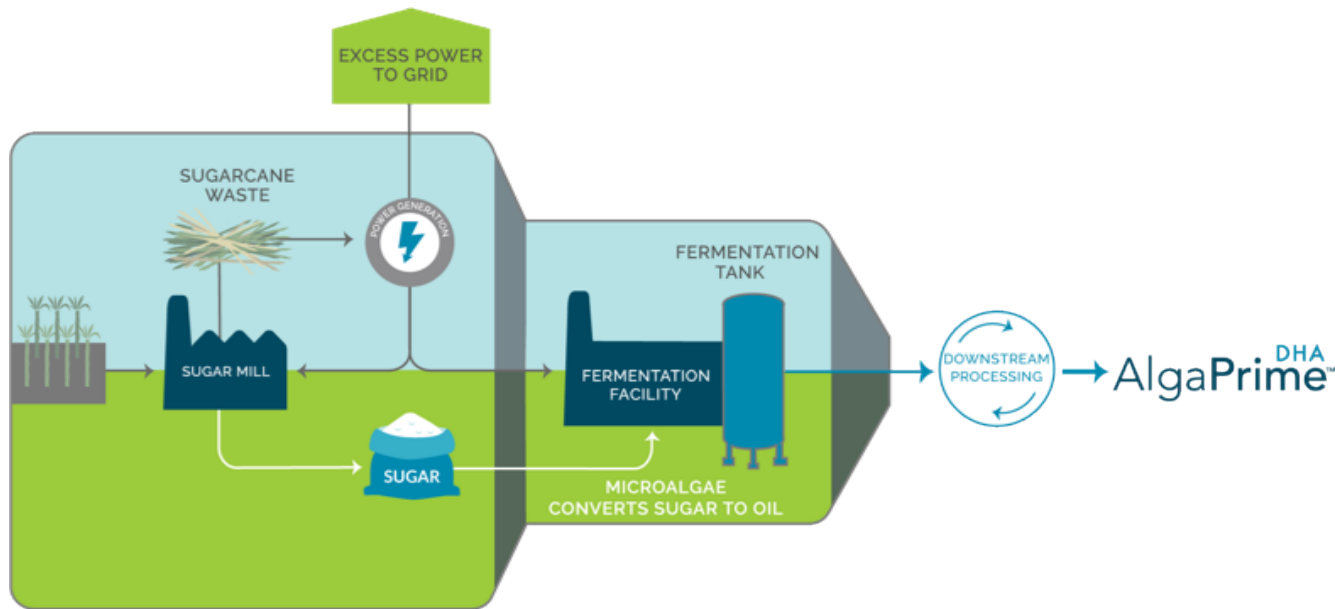 EXCESS POWER
TO GRID
SUGARCANE
WASTE
POWER GENERATION
SUGAR MILL
SUGAR
FERMENTATION
TANK
FERMENTATION
FACILITY
MICROALGAE
CONVERTS SUGAR TO OIL
DOWNSTREAM
PROCESSING
DHA
AlgaPrime™